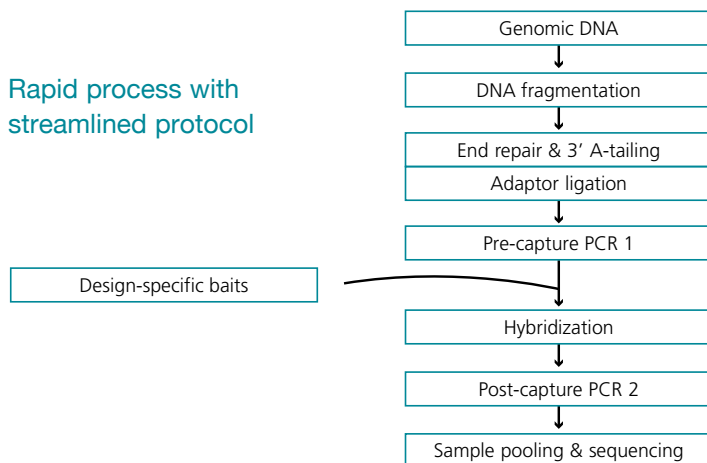 Rapid process with
streamlined protocol
Genomic DNA
DNA fragmentation
End repair & 3′ A-tailing
Adaptor ligation
Pre-capture PCR 1
Design-specific baits
Hybridization
Post-capture PCR 2
Sample pooling & sequencing